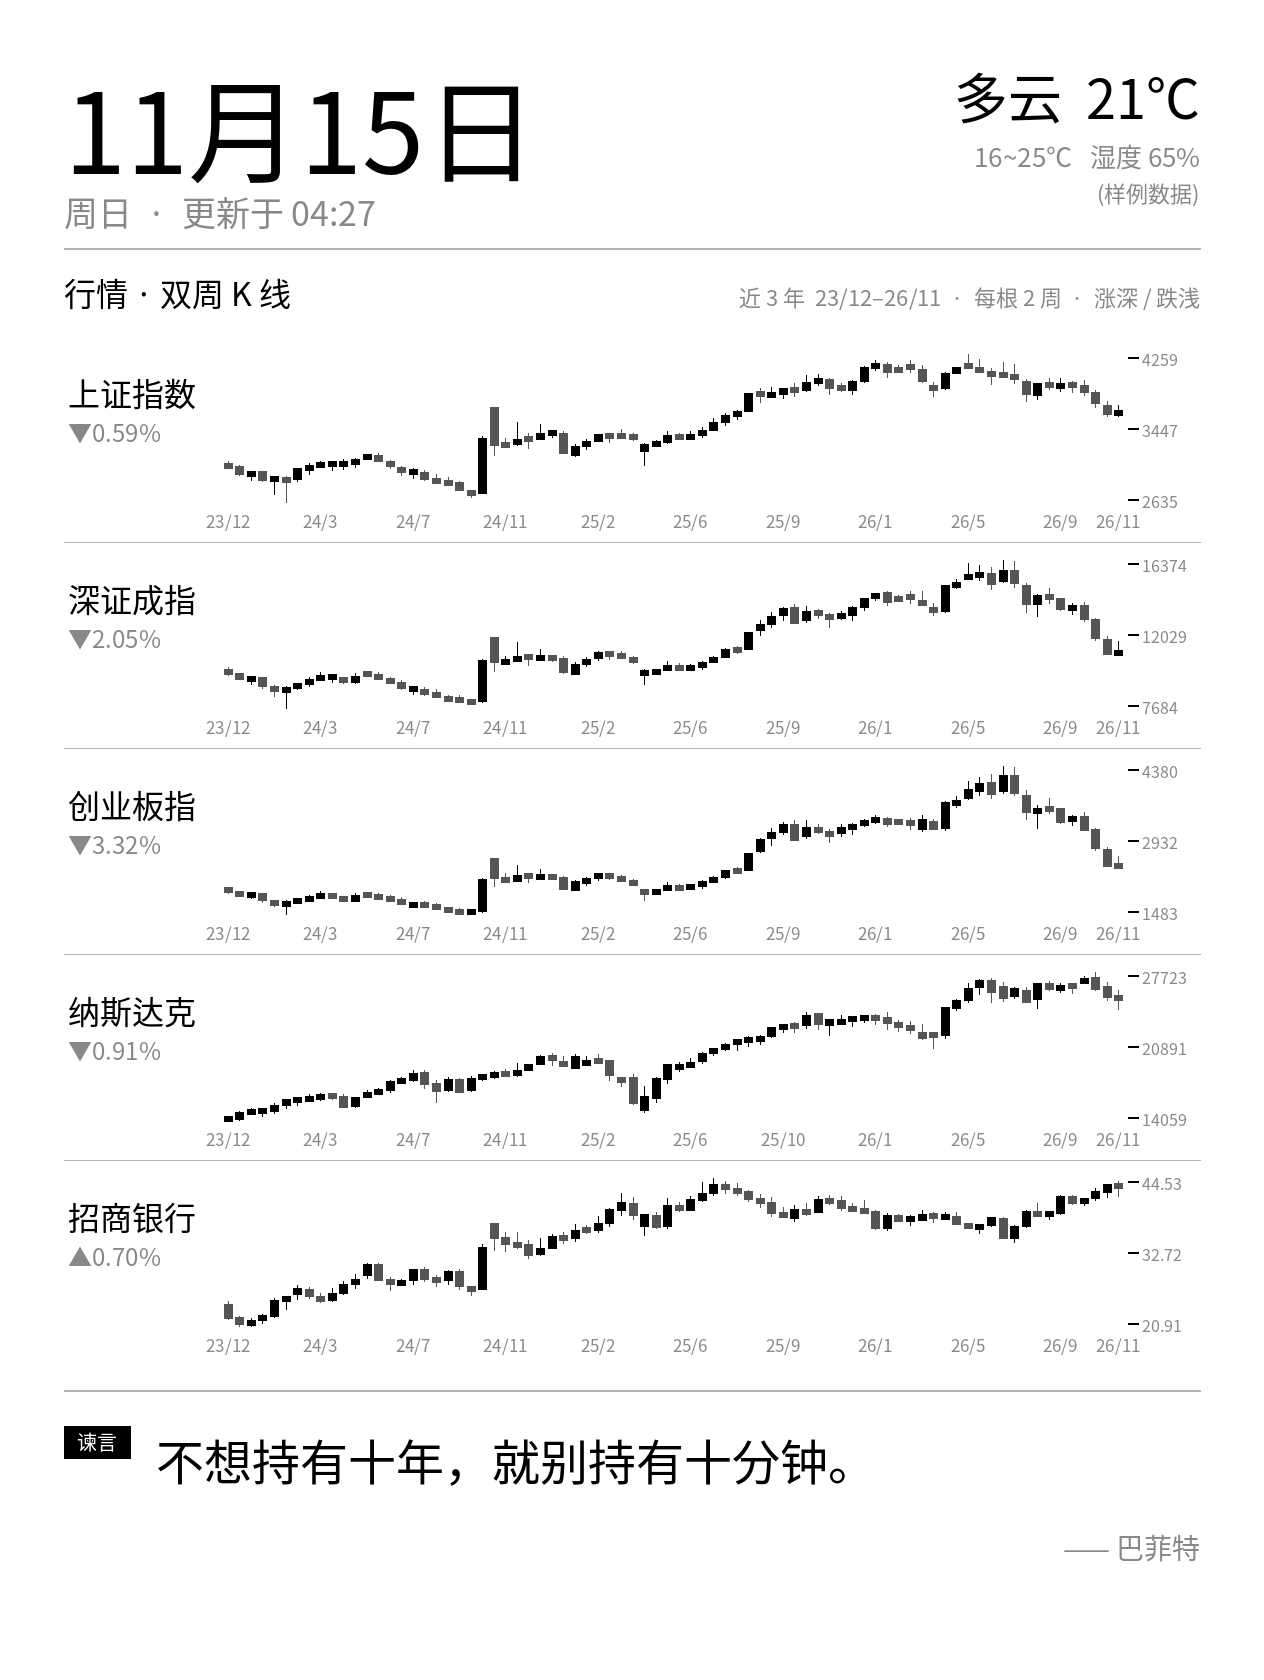 11月15日
多云 21°C
16~25°C 湿度 65%
(样例数据)
周日 · 更新于 04:27
行情 · 双周 K 线
近 3 年 23/12–26/11 · 每根 2 周 · 涨深 / 跌浅
上证指数
▼0.59%
4259
3447
2635
23/12 24/3 24/7 24/11 25/2 25/6 25/9 26/1 26/5 26/9 26/11
深证成指
▼2.05%
16374
12029
7684
23/12 24/3 24/7 24/11 25/2 25/6 25/9 26/1 26/5 26/9 26/11
创业板指
▼3.32%
4380
2932
1483
23/12 24/3 24/7 24/11 25/2 25/6 25/9 26/1 26/5 26/9 26/11
纳斯达克
▼0.91%
27723
20891
14059
23/12 24/3 24/7 24/11 25/2 25/6 25/10 26/1 26/5 26/9 26/11
招商银行
▲0.70%
44.53
32.72
20.91
23/12 24/3 24/7 24/11 25/2 25/6 25/9 26/1 26/5 26/9 26/11
谏言
不想持有十年，就别持有十分钟。
—— 巴菲特